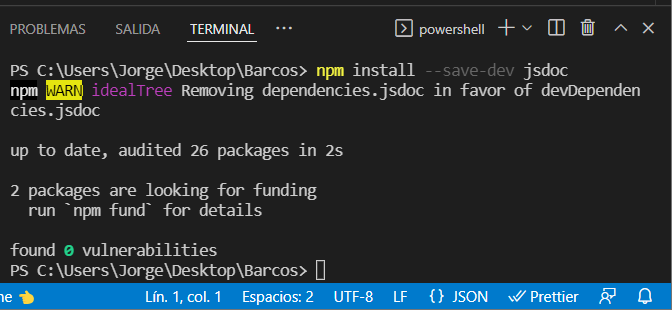 PROBLEMAS SALIDA TERMINAL ··· powershell
PS C:\Users\Jorge\Desktop\Barcos> npm install --save-dev jsdoc
npm WARN idealTree Removing dependencies.jsdoc in favor of devDependen
cies.jsdoc
up to date, audited 26 packages in 2s
2 packages are looking for funding
run `npm fund` for details
found 0 vulnerabilities
PS C:\Users\Jorge\Desktop\Barcos>
ne 👈 Lín. 1, col. 1 Espacios: 2 UTF-8 LF {} JSON Prettier